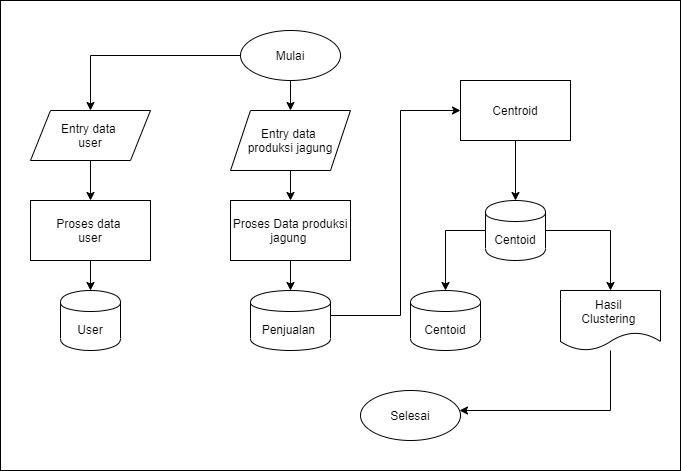 Mulai
Entry data
user
Entry data
produksi jagung
Centroid
Proses data
user
Proses Data produksi
jagung
Centoid
User
Penjualan
Centoid
Hasil
Clustering
Selesai